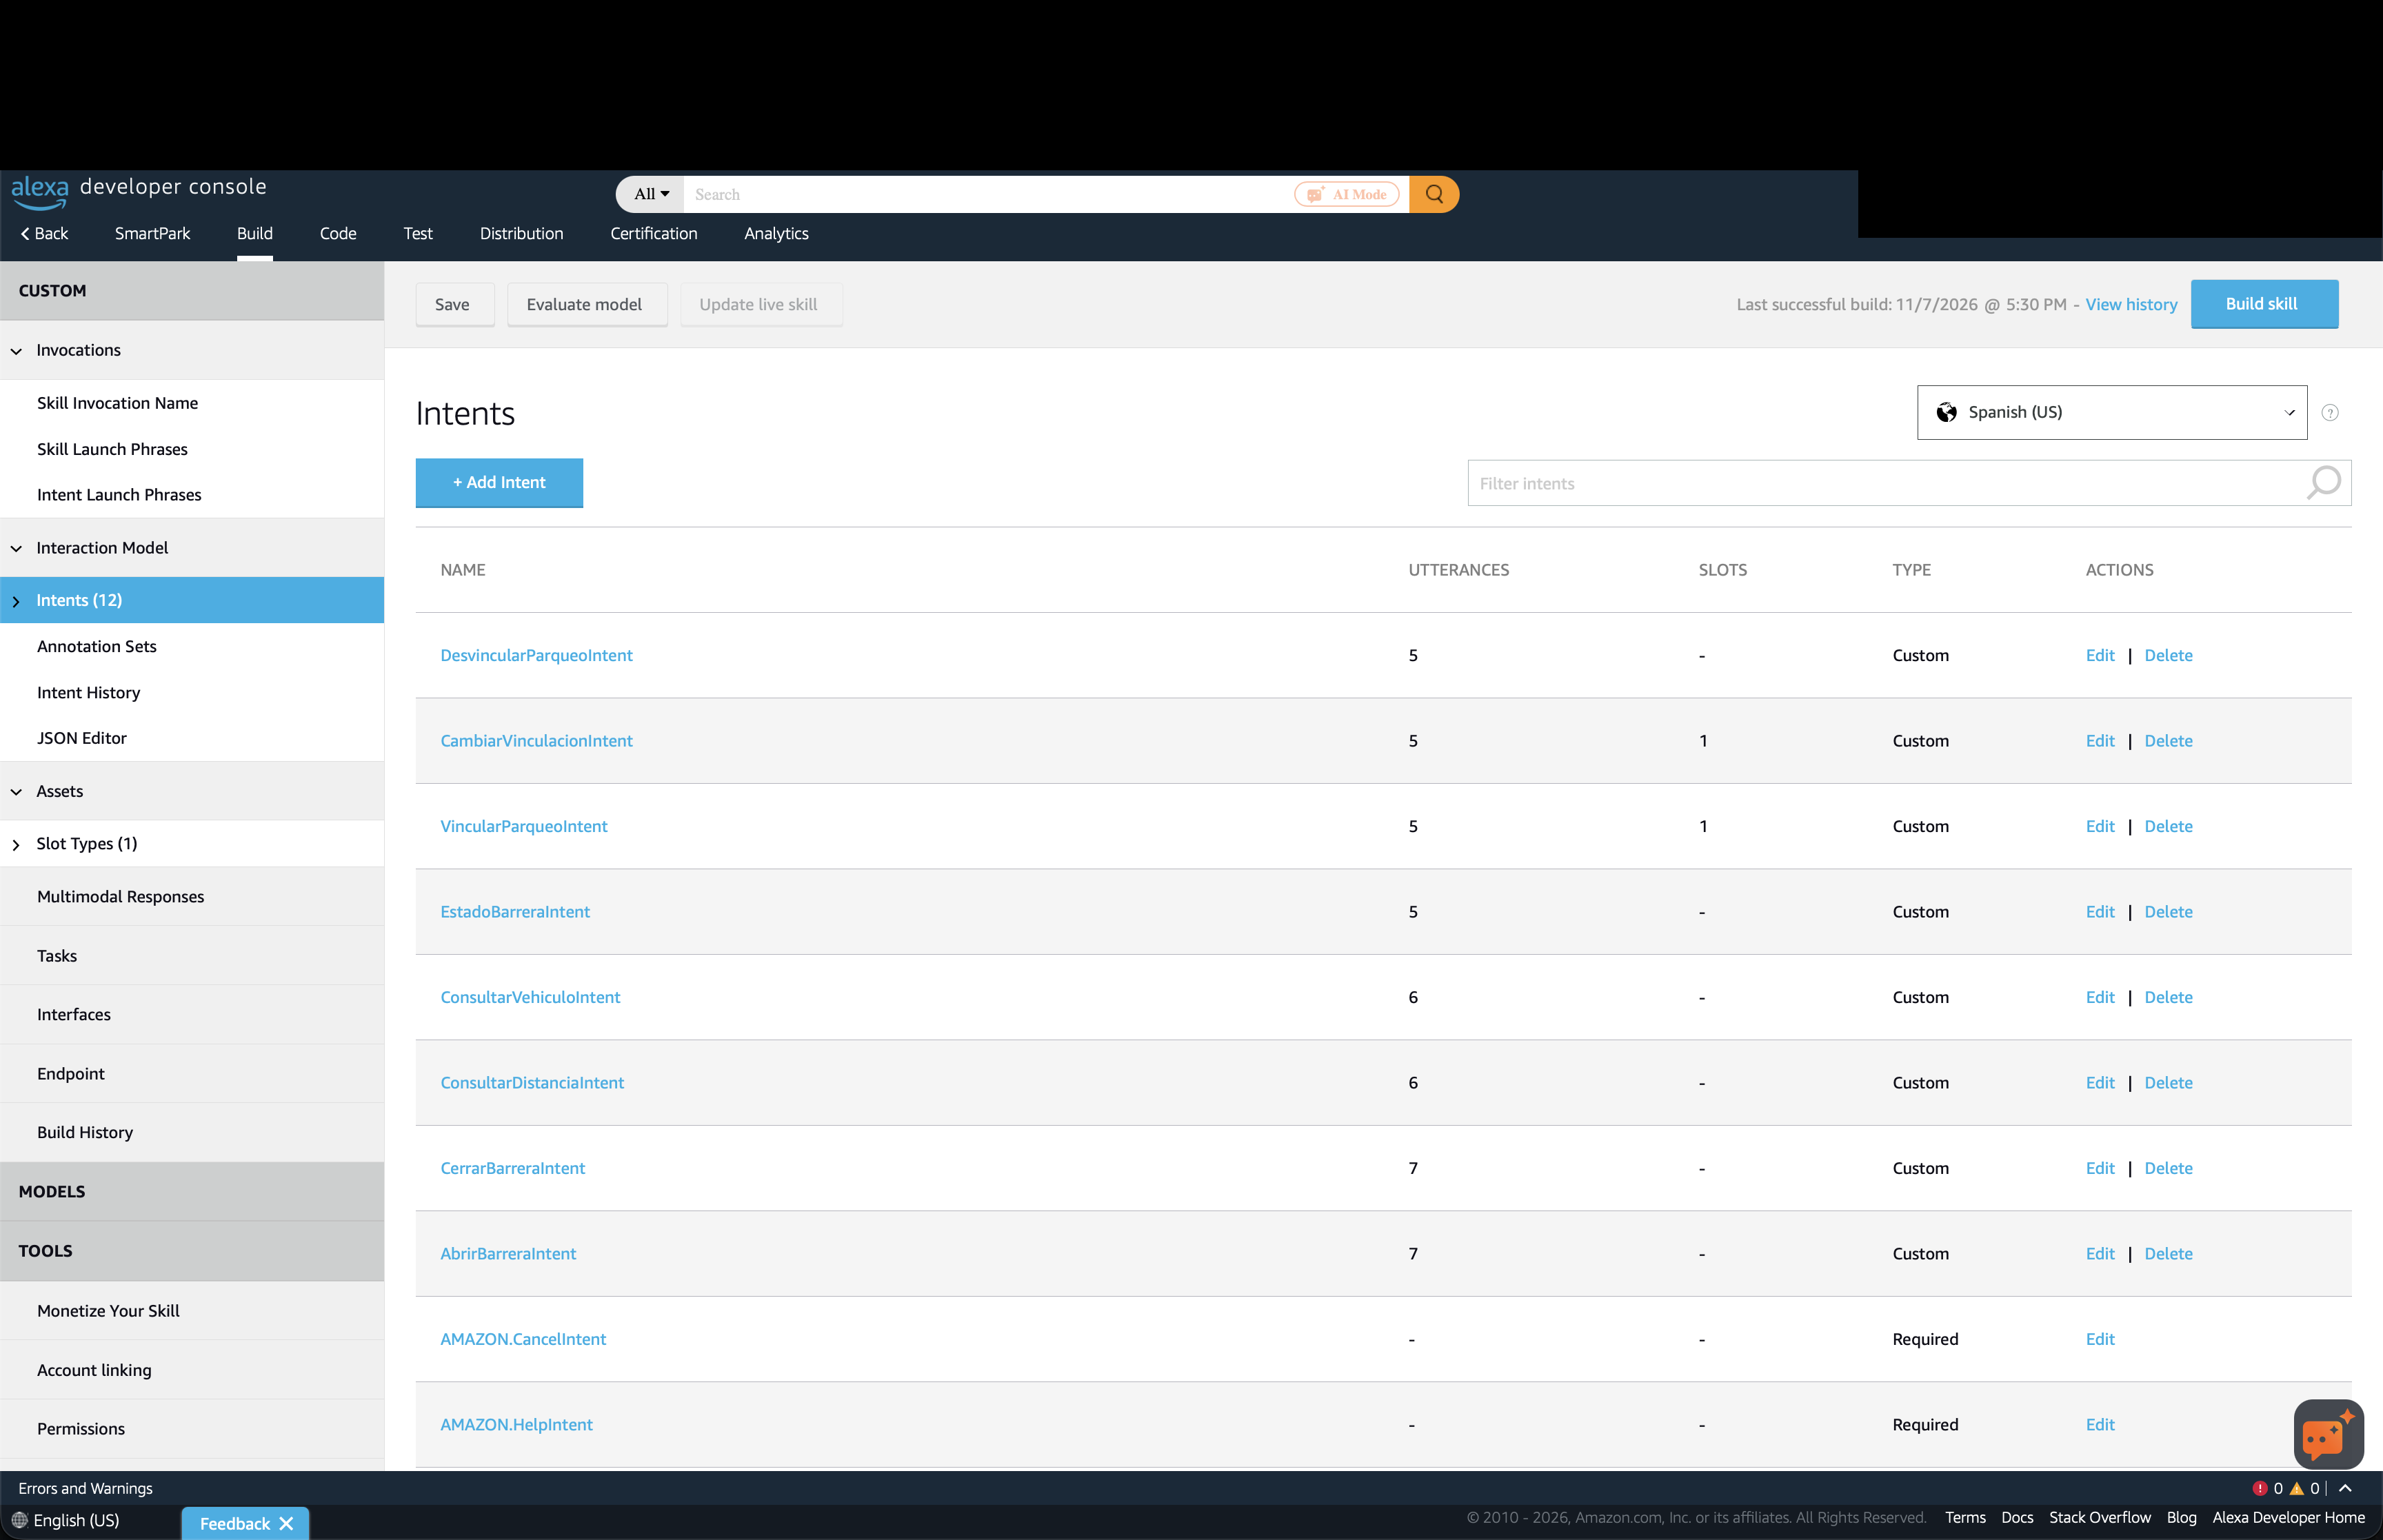 alexa developer console
All Search AI Mode
Back SmartPark Build Code Test Distribution Certification Analytics
CUSTOM
Invocations
Skill Invocation Name
Skill Launch Phrases
Intent Launch Phrases
Interaction Model
Intents (12)
Annotation Sets
Intent History
JSON Editor
Assets
Slot Types (1)
Multimodal Responses
Tasks
Interfaces
Endpoint
Build History
MODELS
TOOLS
Monetize Your Skill
Account linking
Permissions
Save Evaluate model Update live skill
Last successful build: 11/7/2026 @ 5:30 PM - View history Build skill
Intents
Spanish (US) ?
+ Add Intent
Filter intents
NAME UTTERANCES SLOTS TYPE ACTIONS
DesvincularParqueoIntent 5 - Custom Edit | Delete
CambiarVinculacionIntent 5 1 Custom Edit | Delete
VincularParqueoIntent 5 1 Custom Edit | Delete
EstadoBarreraIntent 5 - Custom Edit | Delete
ConsultarVehiculoIntent 6 - Custom Edit | Delete
ConsultarDistanciaIntent 6 - Custom Edit | Delete
CerrarBarreraIntent 7 - Custom Edit | Delete
AbrirBarreraIntent 7 - Custom Edit | Delete
AMAZON.CancelIntent - - Required Edit
AMAZON.HelpIntent - - Required Edit
Errors and Warnings ! 0 0 |
English (US) Feedback
© 2010 - 2026, Amazon.com, Inc. or its affiliates. All Rights Reserved. Terms Docs Stack Overflow Blog Alexa Developer Home